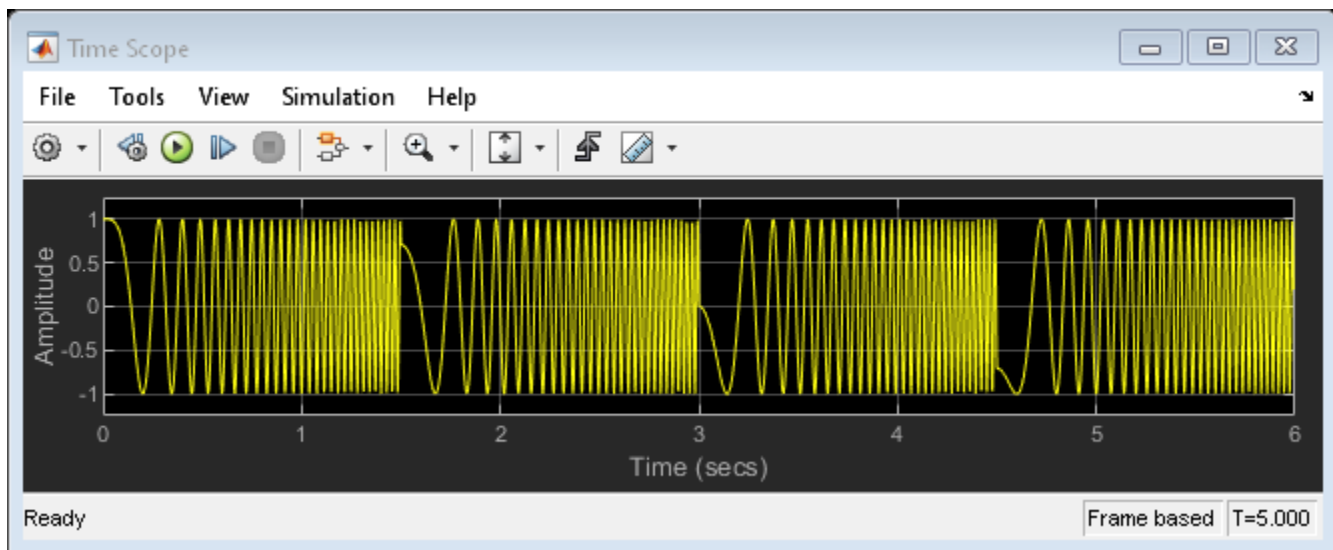 Time Scope
File Tools View Simulation Help
Amplitude
1
0.5
0
-0.5
-1
0 1 2 3 4 5 6
Time (secs)
Ready Frame based T=5.000